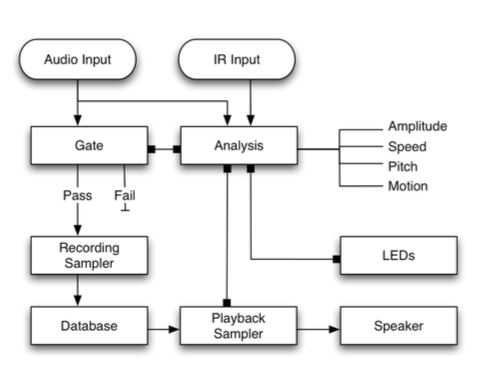 Audio Input
IR Input
Gate
Analysis
Amplitude
Speed
Pitch
Motion
Pass
Fail
Recording
Sampler
LEDs
Database
Playback
Sampler
Speaker